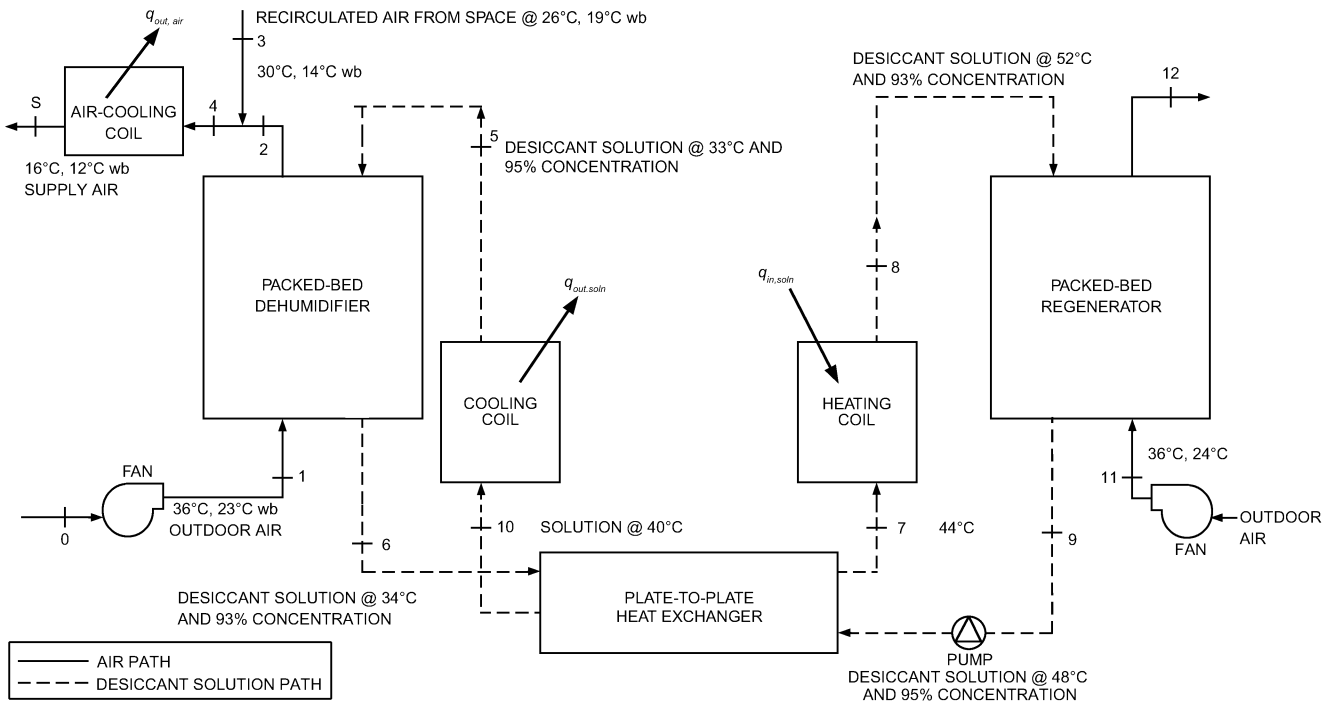 q out, air
RECIRCULATED AIR FROM SPACE @ 26°C, 19°C wb
3
30°C, 14°C wb
S
AIR-COOLING
COIL
4
2
16°C, 12°C wb
SUPPLY AIR
5
DESICCANT SOLUTION @ 33°C AND
95% CONCENTRATION
DESICCANT SOLUTION @ 52°C
AND 93% CONCENTRATION
12
PACKED-BED
DEHUMIDIFIER
q out.soln
q in,soln
8
PACKED-BED
REGENERATOR
COOLING
COIL
HEATING
COIL
FAN
1
36°C, 23°C wb
OUTDOOR AIR
0
6
10
SOLUTION @ 40°C
7
44°C
9
36°C, 24°C
11
OUTDOOR
AIR
FAN
DESICCANT SOLUTION @ 34°C
AND 93% CONCENTRATION
PLATE-TO-PLATE
HEAT EXCHANGER
PUMP
DESICCANT SOLUTION @ 48°C
AND 95% CONCENTRATION
AIR PATH
DESICCANT SOLUTION PATH